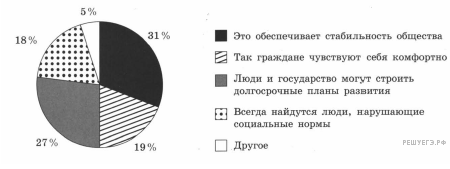 5 %
31 %
18 %
27 %
19 %
Это обеспечивает стабильность общества
Так граждане чувствуют себя комфортно
Люди и государство могут строить
долгосрочные планы развития
Всегда найдутся люди, нарушающие
социальные нормы
Другое
РЕШУЕГЭ.РФ